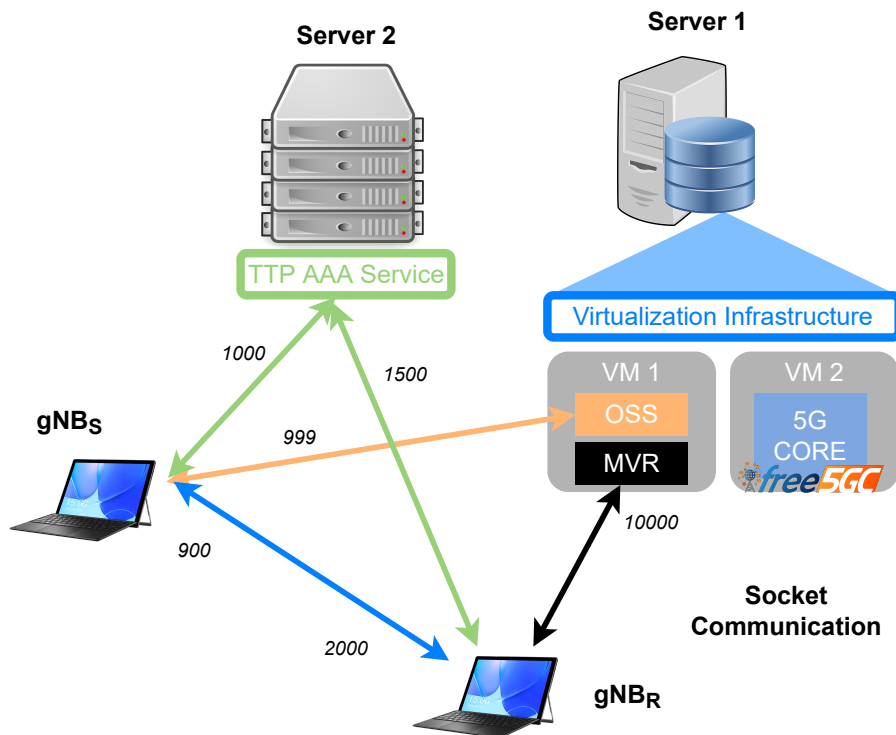 Server 2
Server 1
TTP AAA Service
Virtualization Infrastructure
1000
1500
VM 1
VM 2
OSS
5G
CORE
gNBS
999
MVR
free5GC
10000
900
Socket
Communication
2000
gNBR